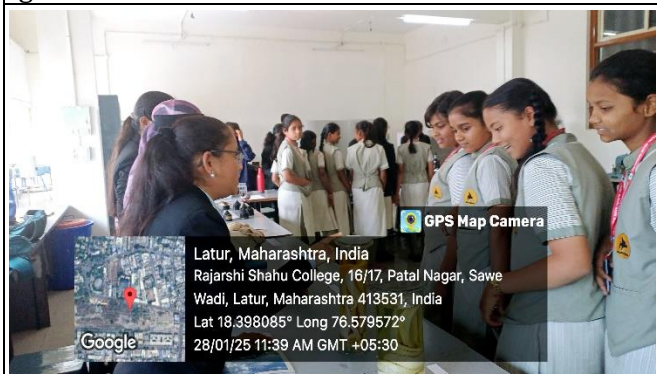 GPS Map Camera
Latur, Maharashtra, India
Rajarshi Shahu College, 16/17, Patal Nagar, Sawe
Wadi, Latur, Maharashtra 413531, India
Lat 18.398085° Long 76.579572°
28/01/25 11:39 AM GMT +05:30
Google